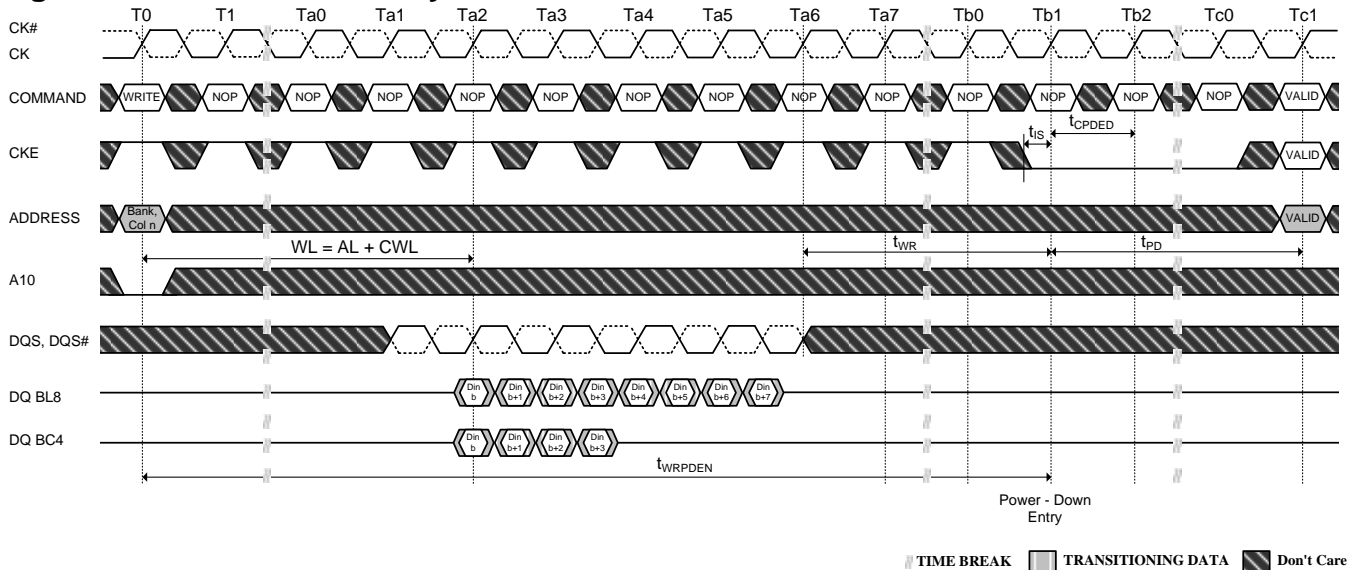 T0 T1 Ta0 Ta1 Ta2 Ta3 Ta4 Ta5 Ta6 Ta7 Tb0 Tb1 Tb2 Tc0 Tc1
CK#
CK
COMMAND WRITE NOP NOP NOP NOP NOP NOP NOP NOP NOP NOP NOP NOP NOP VALID
tIS tCPDED
CKE VALID
ADDRESS Bank, Col n VALID
WL = AL + CWL tWR tPD
A10
DQS, DQS#
DQ BL8 Din b Din b+1 Din b+2 Din b+3 Din b+4 Din b+5 Din b+6 Din b+7
DQ BC4 Din b Din b+1 Din b+2 Din b+3
tWRPDEN
Power - Down
Entry
TIME BREAK TRANSITIONING DATA Don't Care